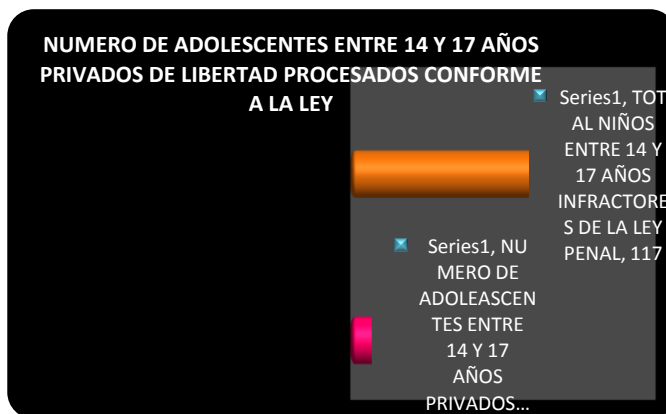 NUMERO DE ADOLESCENTES ENTRE 14 Y 17 AÑOS
PRIVADOS DE LIBERTAD PROCESADOS CONFORME
A LA LEY
Series1, TOT
AL NIÑOS
ENTRE 14 Y
17 AÑOS
INFRACTORE
S DE LA LEY
PENAL, 117
Series1, NU
MERO DE
ADOLEASCEN
TES ENTRE
14 Y 17
AÑOS
PRIVADOS…